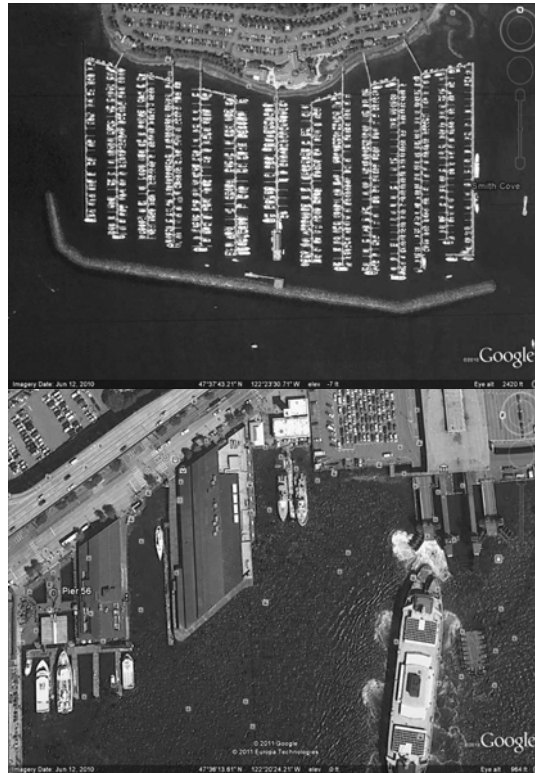 Smith Cove
©2010 Google
Imagery Date: Jun 12, 2010 47°37'43.21" N 122°23'30.71" W elev -7 ft Eye alt 2420 ft
Pier 56
© 2011 Google
© 2011 Europa Technologies
Google
Imagery Date: Jun 12, 2010 47°36'13.61" N 122°20'24.21" W elev 0 ft Eye alt 964 ft